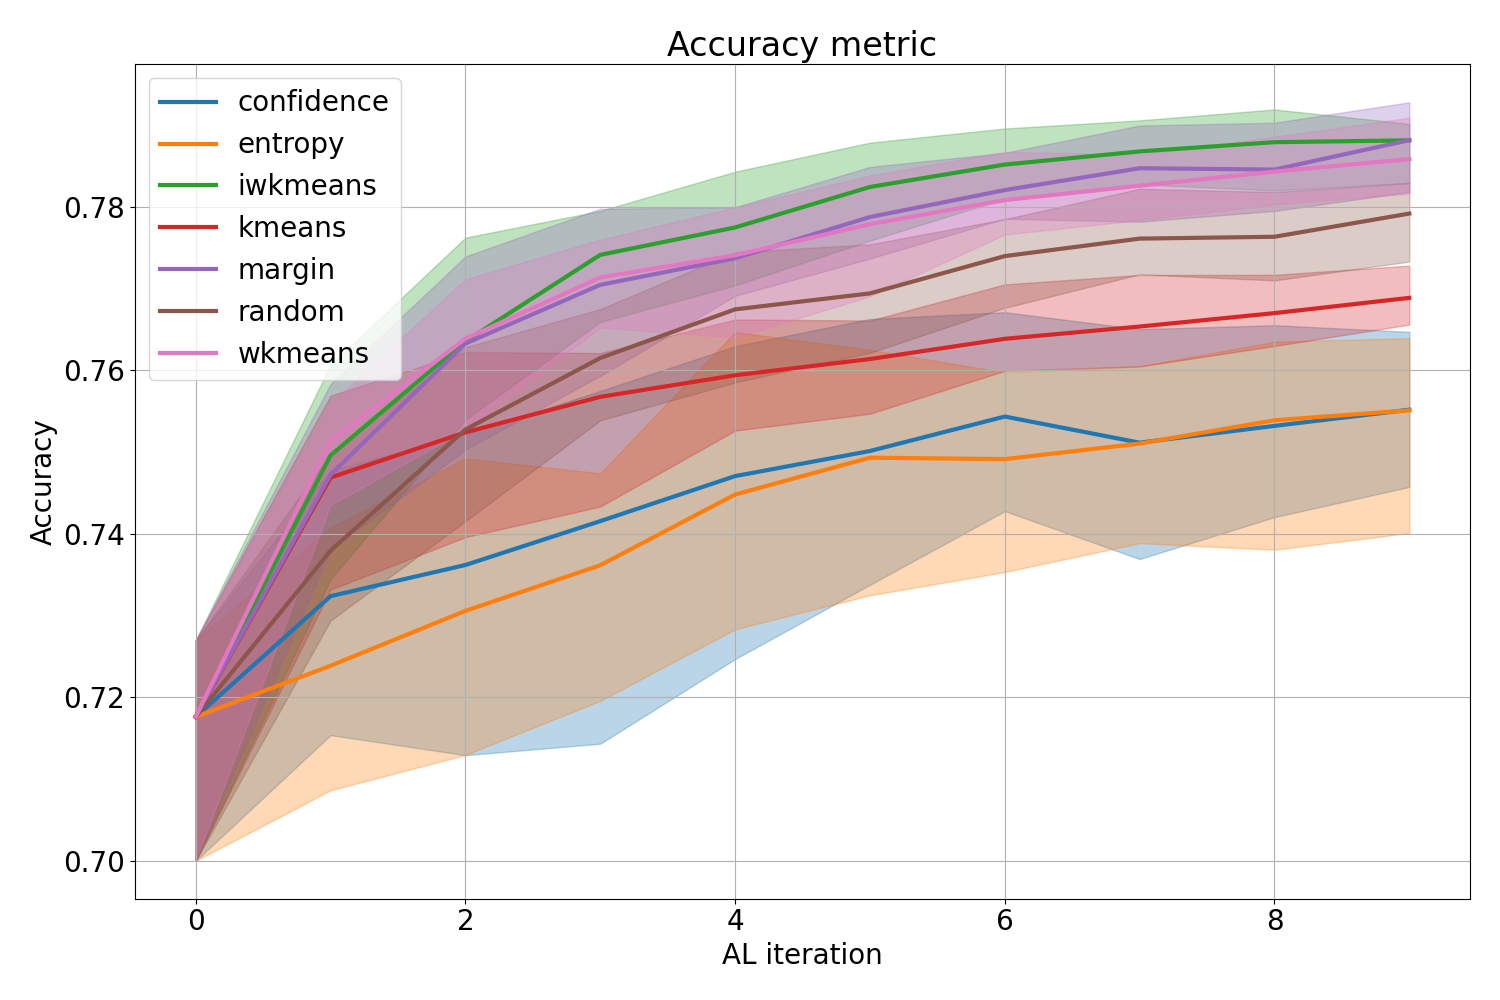 Accuracy metric
confidence
entropy
iwkmeans
kmeans
margin
random
wkmeans
Accuracy
0.78
0.76
0.74
0.72
0.70
0 2 4 6 8
AL iteration